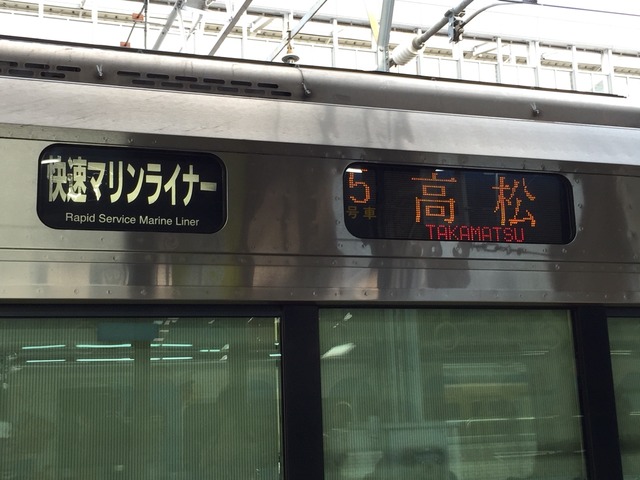 快速マリンライナー
Rapid Service Marine Liner
5 高松
号車 TAKAMATSU